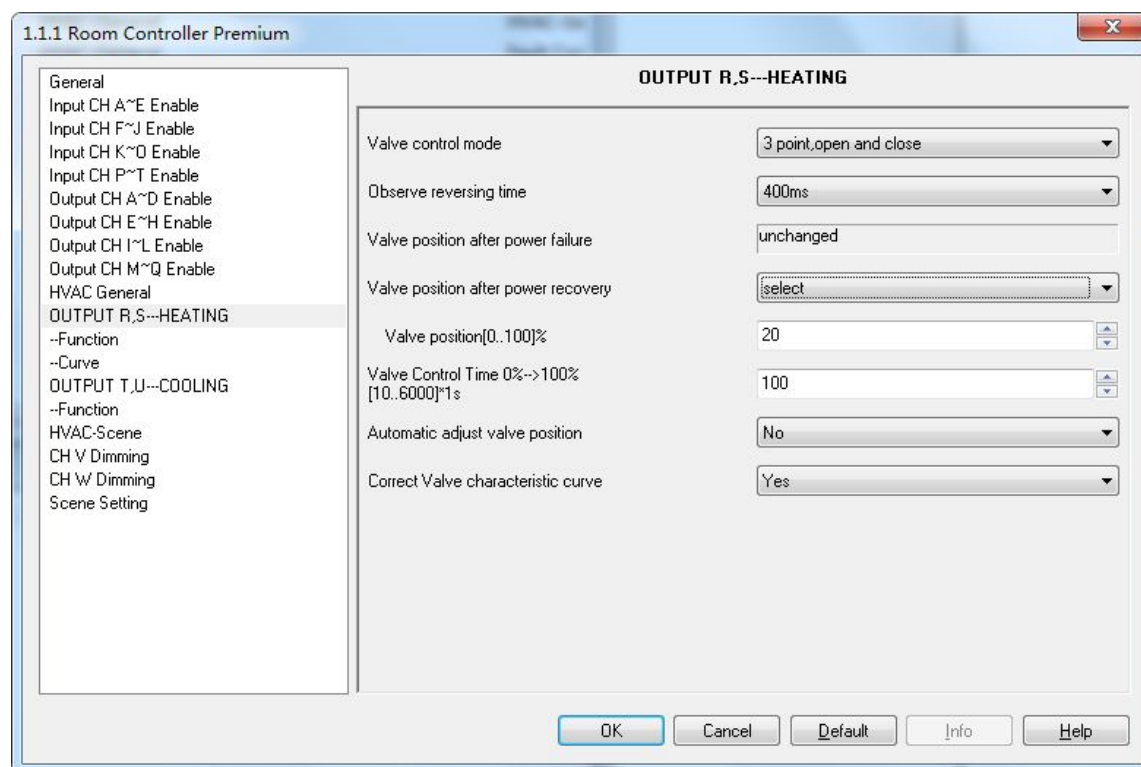 1.1.1 Room Controller Premium
General
Input CH A~E Enable
Input CH F~J Enable
Input CH K~O Enable
Input CH P~T Enable
Output CH A~D Enable
Output CH E~H Enable
Output CH I~L Enable
Output CH M~Q Enable
HVAC General
OUTPUT R,S---HEATING
--Function
--Curve
OUTPUT T,U---COOLING
--Function
HVAC-Scene
CH V Dimming
CH W Dimming
Scene Setting
OUTPUT R,S---HEATING
Valve control mode
3 point,open and close
Observe reversing time
400ms
Valve position after power failure
unchanged
Valve position after power recovery
select
Valve position[0..100]%
20
Valve Control Time 0%-->100%
[10..6000]*1s
100
Automatic adjust valve position
No
Correct Valve characteristic curve
Yes
OK
Cancel
Default
Info
Help